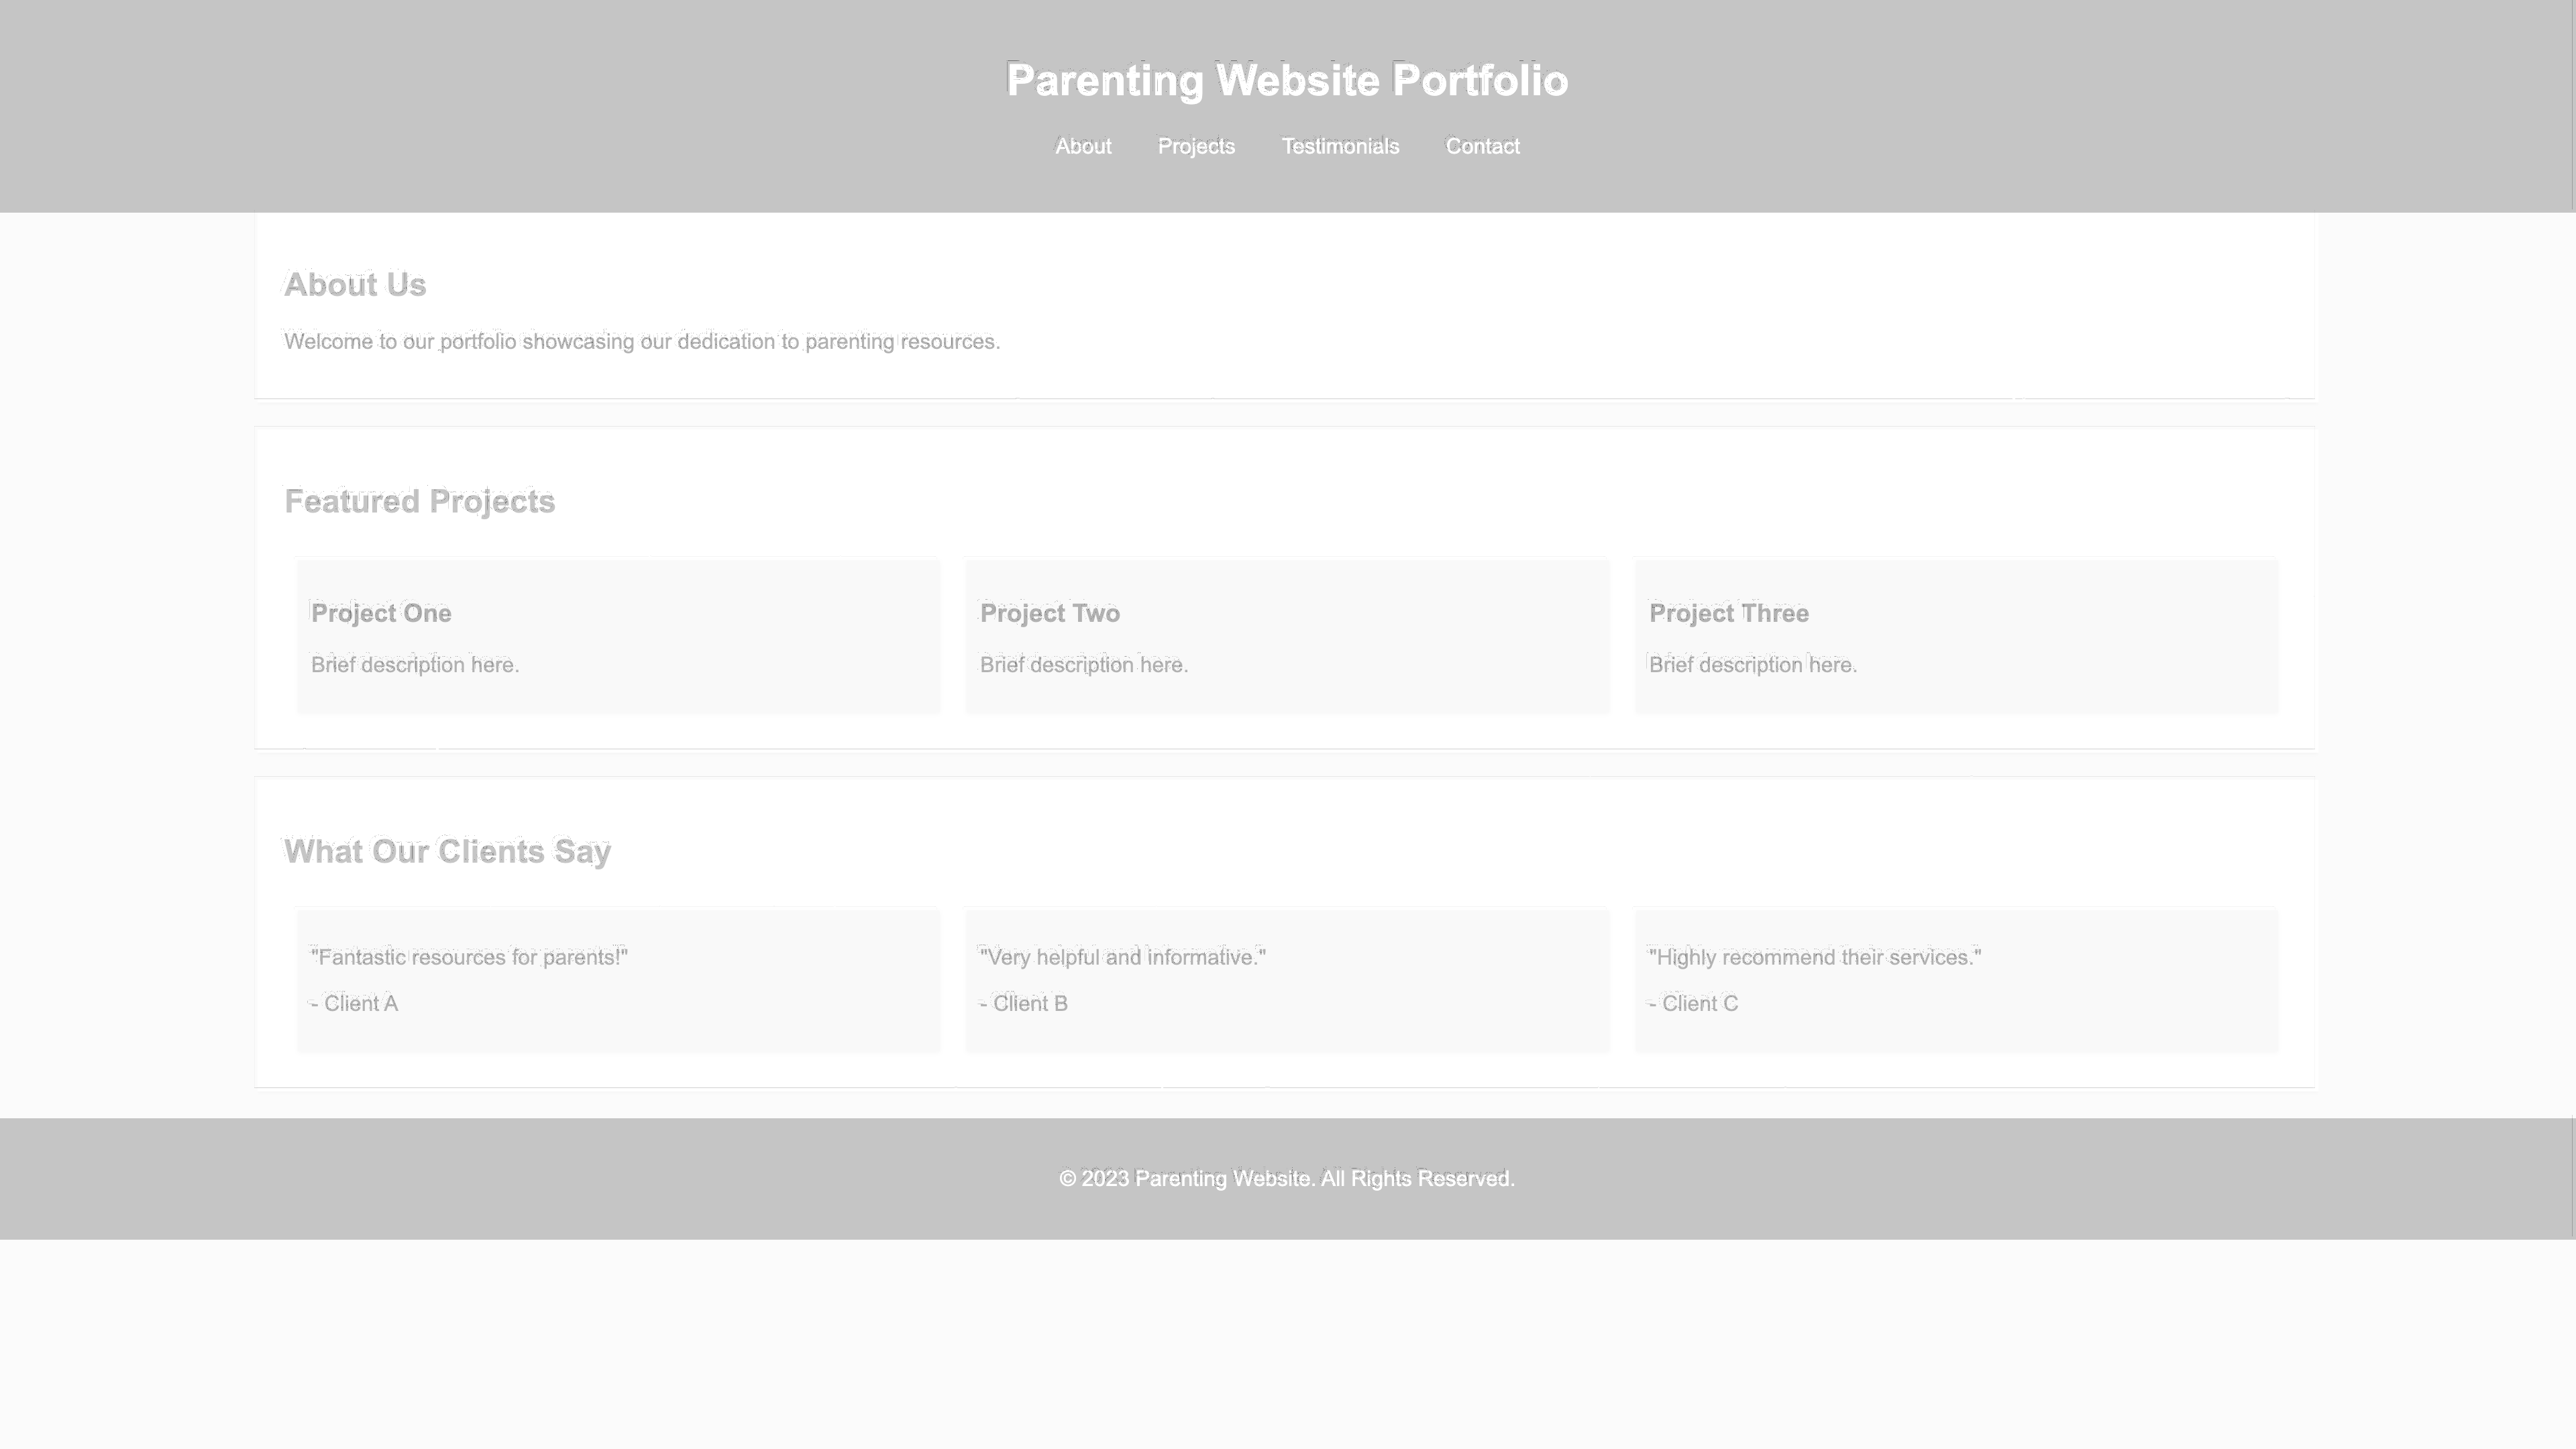 Parenting Website Portfolio
About Projects Testimonials Contact
About Us
Welcome to our portfolio showcasing our dedication to parenting resources.
Featured Projects
Project One
Brief description here.
Project Two
Brief description here.
Project Three
Brief description here.
What Our Clients Say
"Fantastic resources for parents!"
- Client A
"Very helpful and informative."
- Client B
"Highly recommend their services."
- Client C
© 2023 Parenting Website. All Rights Reserved.